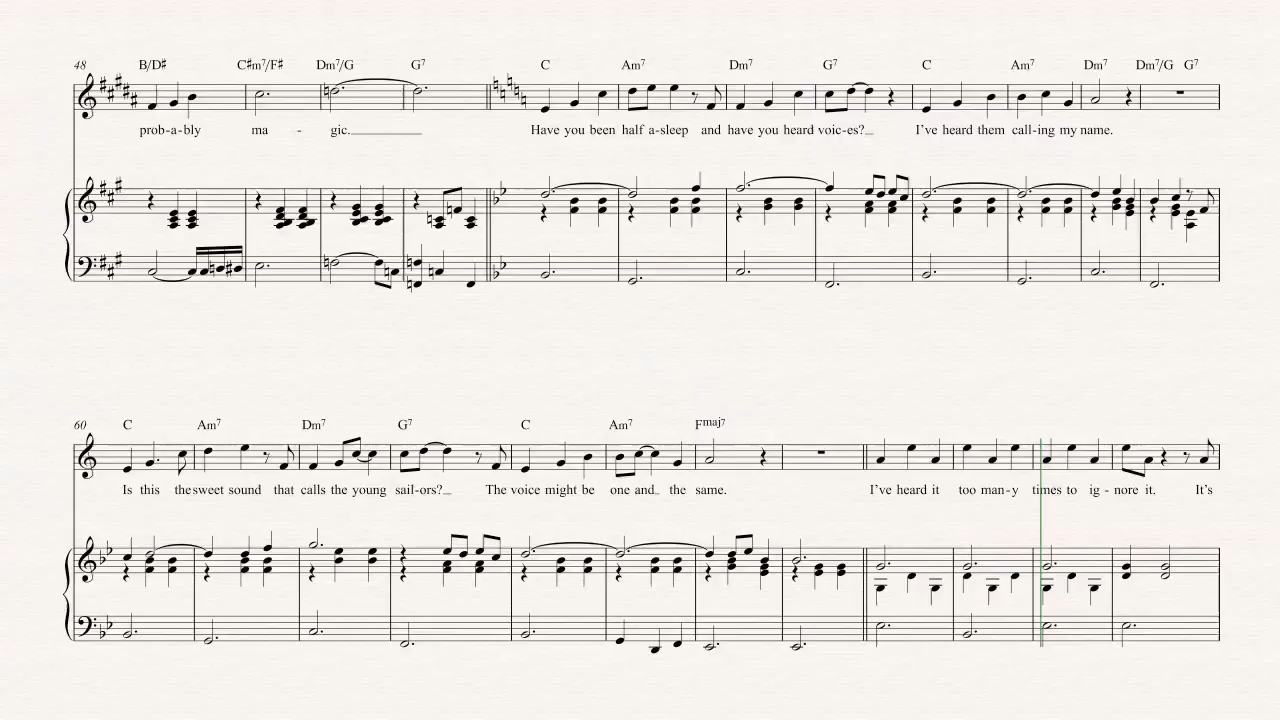 48
B/D♯ C♯m7/F♯ Dm7/G G7 C Am7 Dm7 G7 C Am7 Dm7 Dm7/G G7
prob-a-bly ma - gic. Have you been half a-sleep and have you heard voic-es? I've heard them call-ing my name.
60
C Am7 Dm7 G7 C Am7 Fmaj7
Is this the sweet sound that calls the young sail-ors? The voice might be one and the same. I've heard it too man-y times to ig - nore it. It's